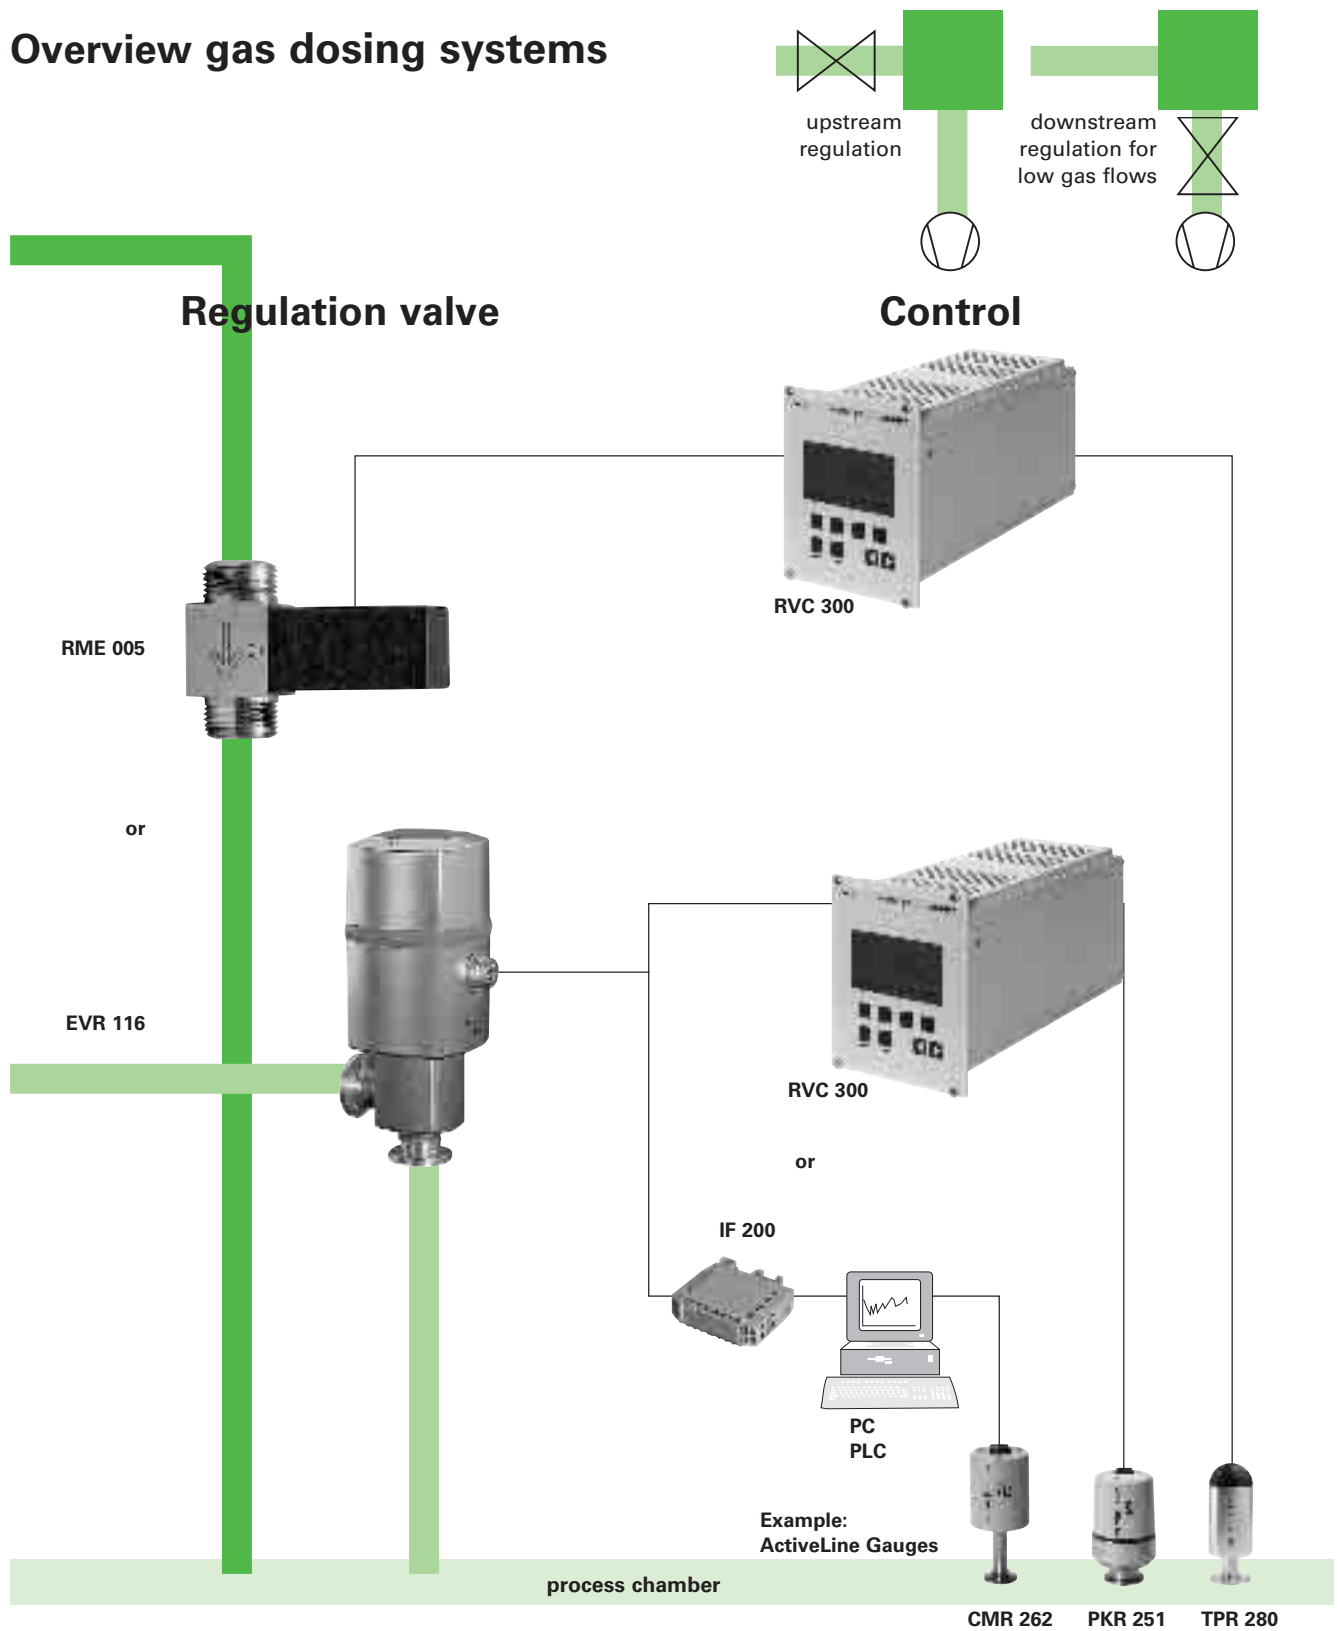 Overview gas dosing systems
upstream
regulation
downstream
regulation for
low gas flows
Regulation valve
Control
RVC 300
RME 005
or
EVR 116
RVC 300
or
IF 200
PC
PLC
Example:
ActiveLine Gauges
process chamber
CMR 262
PKR 251
TPR 280